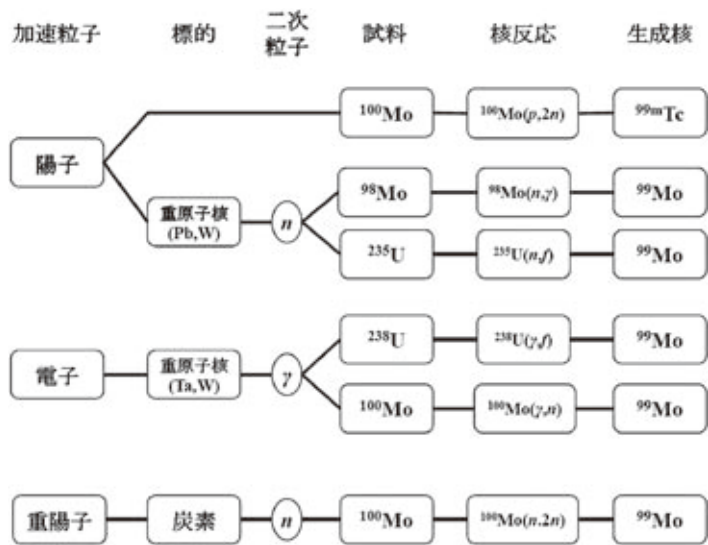 加速粒子 標的 二次粒子 試料 核反応 生成核
¹⁰⁰Mo ¹⁰⁰Mo(p,2n) ⁹⁹ᵐTc
陽子
重原子核
(Pb,W)
n
⁹⁸Mo ⁹⁸Mo(n,γ) ⁹⁹Mo
²³⁵U ²³⁵U(n,f) ⁹⁹Mo
電子
重原子核
(Ta,W)
γ
²³⁸U ²³⁸U(γ,f) ⁹⁹Mo
¹⁰⁰Mo ¹⁰⁰Mo(γ,n) ⁹⁹Mo
重陽子 炭素 n ¹⁰⁰Mo ¹⁰⁰Mo(n,2n) ⁹⁹Mo